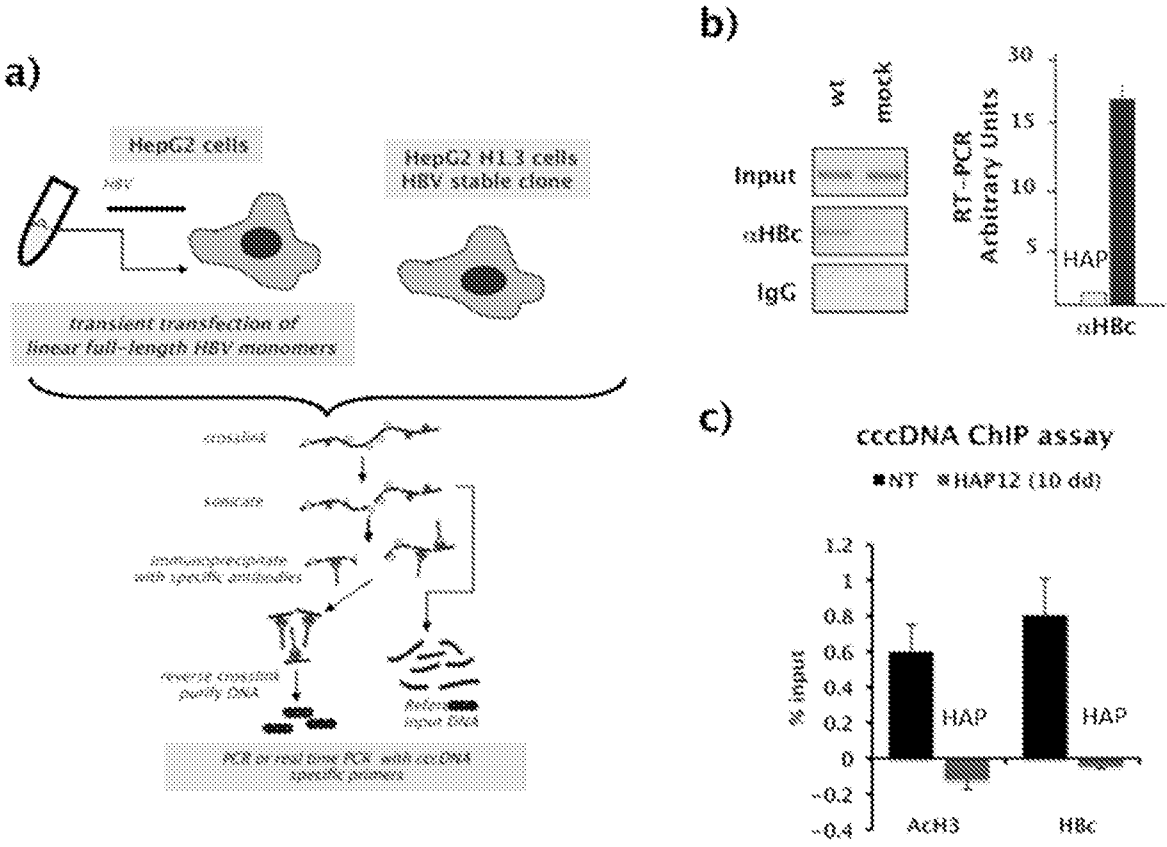 a)
HepG2 cells
HBV
HepG2 H1.3 cells
HBV stable clone
transient transfection of
linear full-length HBV monomers
crosslink
sonicate
immunoprecipitate
with specific antibodies
reverse crosslink
purify DNA
input DNA
PCR or real time PCR with cccDNA
specific primers
b)
wt
mock
Input
αHBc
IgG
RT-PCR
Arbitrary Units
30
15
10
5
HAP
αHBc
c)
cccDNA ChIP assay
NT HAP12 (10 dd)
% input
1.2
1
0.8
0.6
0.4
0.2
0
-0.2
-0.4
HAP
HAP
AcH3
HBc